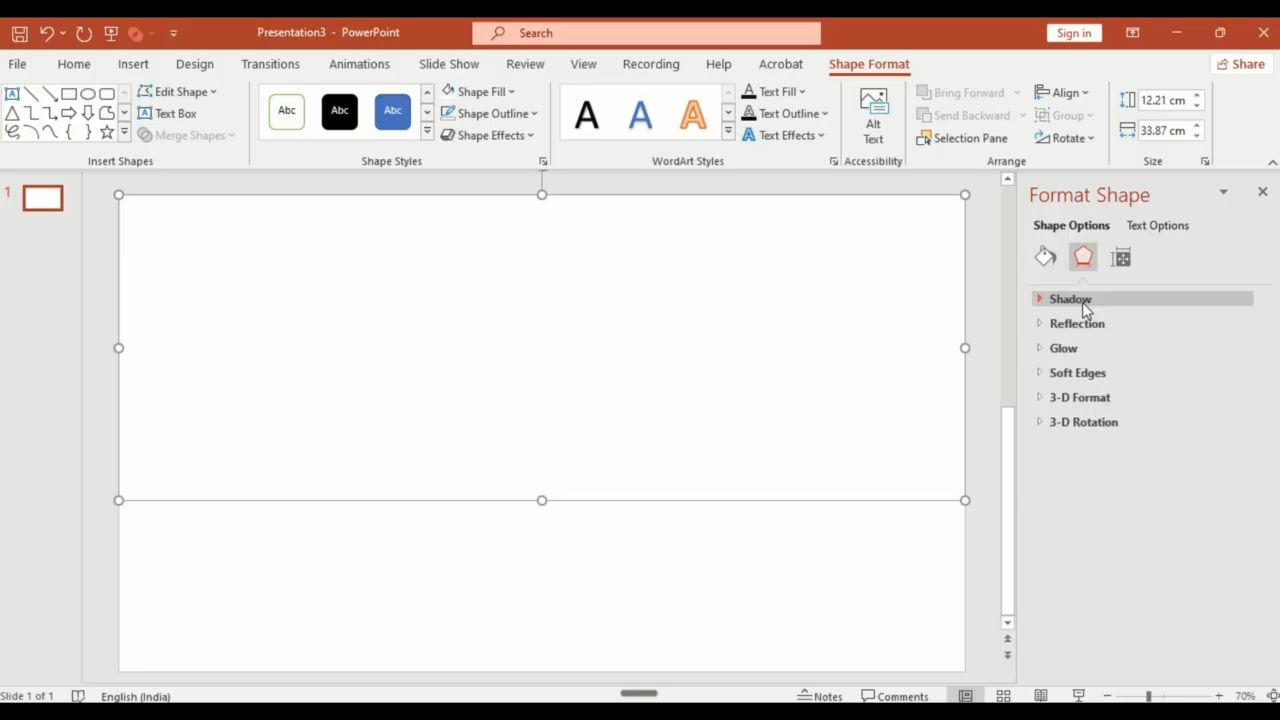 Presentation3 - PowerPoint
Search
Sign in
File Home Insert Design Transitions Animations Slide Show Review View Recording Help Acrobat Shape Format Share
Edit Shape
Text Box
Merge Shapes
Insert Shapes
Abc Abc Abc
Shape Fill
Shape Outline
Shape Effects
Shape Styles
A A A
Text Fill
Text Outline
Text Effects
WordArt Styles
Alt
Text
Accessibility
Bring Forward
Send Backward
Selection Pane
Align
Group
Rotate
Arrange
12.21 cm
33.87 cm
Size
1
Format Shape
Shape Options Text Options
Shadow
Reflection
Glow
Soft Edges
3-D Format
3-D Rotation
Slide 1 of 1 English (India) Notes Comments 70%